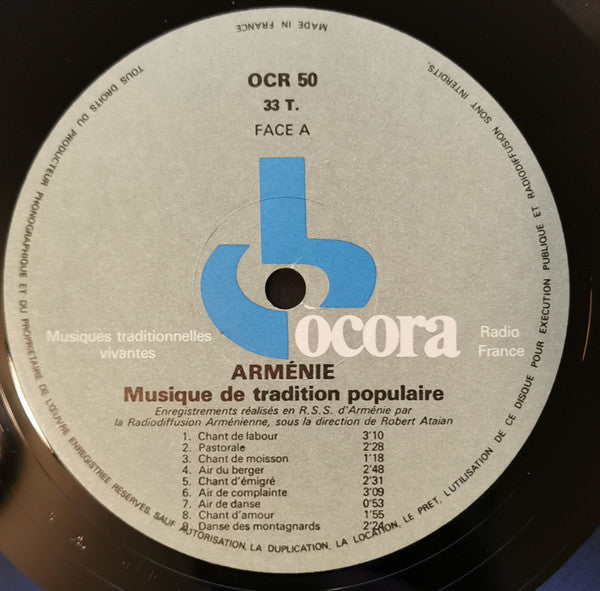 MADE IN FRANCE
TOUS DROITS DU PRODUCTEUR PHONOGRAPHIQUE ET DU PROPRIETAIRE DE L'ŒUVRE ENREGISTREE RESERVES. SAUF AUTORISATION, LA DUPLICATION, LA LOCATION, LE PRET, L'UTILISATION DE CE DISQUE POUR EXECUTION PUBLIQUE ET RADIODIFFUSION SONT INTERDITS.
OCR 50
33 T.
FACE A
Musiques traditionnelles
vivantes
òcora
Radio
France
ARMÉNIE
Musique de tradition populaire
Enregistrements réalisés en R.S.S. d'Arménie par
la Radiodiffusion Arménienne, sous la direction de Robert Ataian
1. Chant de labour 3'10
2. Pastorale 2'28
3. Chant de moisson 1'18
4. Air du berger 2'48
5. Chant d'émigré 2'31
6. Air de complainte 3'09
7. Air de danse 0'53
8. Chant d'amour 1'55
9. Danse des montagnards 2'24